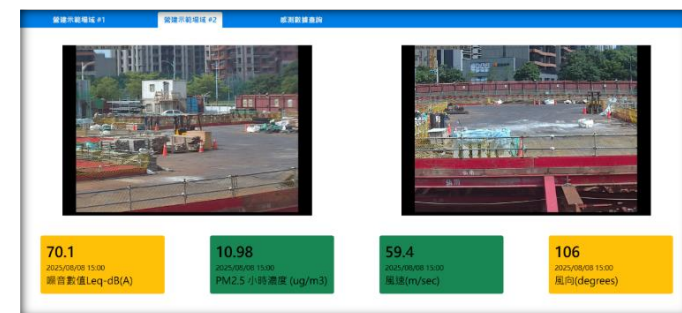 營建示範場域 #1
營建示範場域 #2
感測數據查詢
70.1
2025/08/08 15:00
噪音數值Leq-dB(A)
10.98
2025/08/08 15:00
PM2.5 小時濃度 (ug/m3)
59.4
2025/08/08 15:00
風速(m/sec)
106
2025/08/08 15:00
風向(degrees)